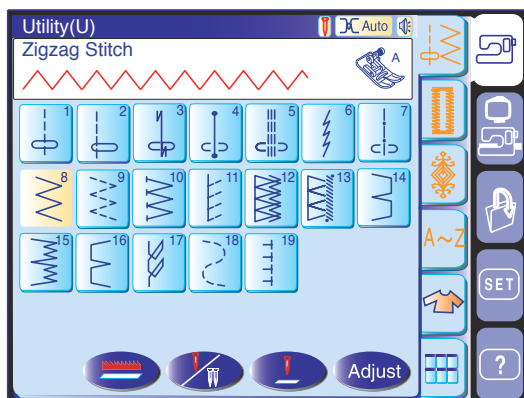 Utility(U)
Auto
Zigzag Stitch
A
1 2 3 4 5 6 7
8 9 10 11 12 13 14
15 16 17 18 19
A~Z
SET
?
Adjust